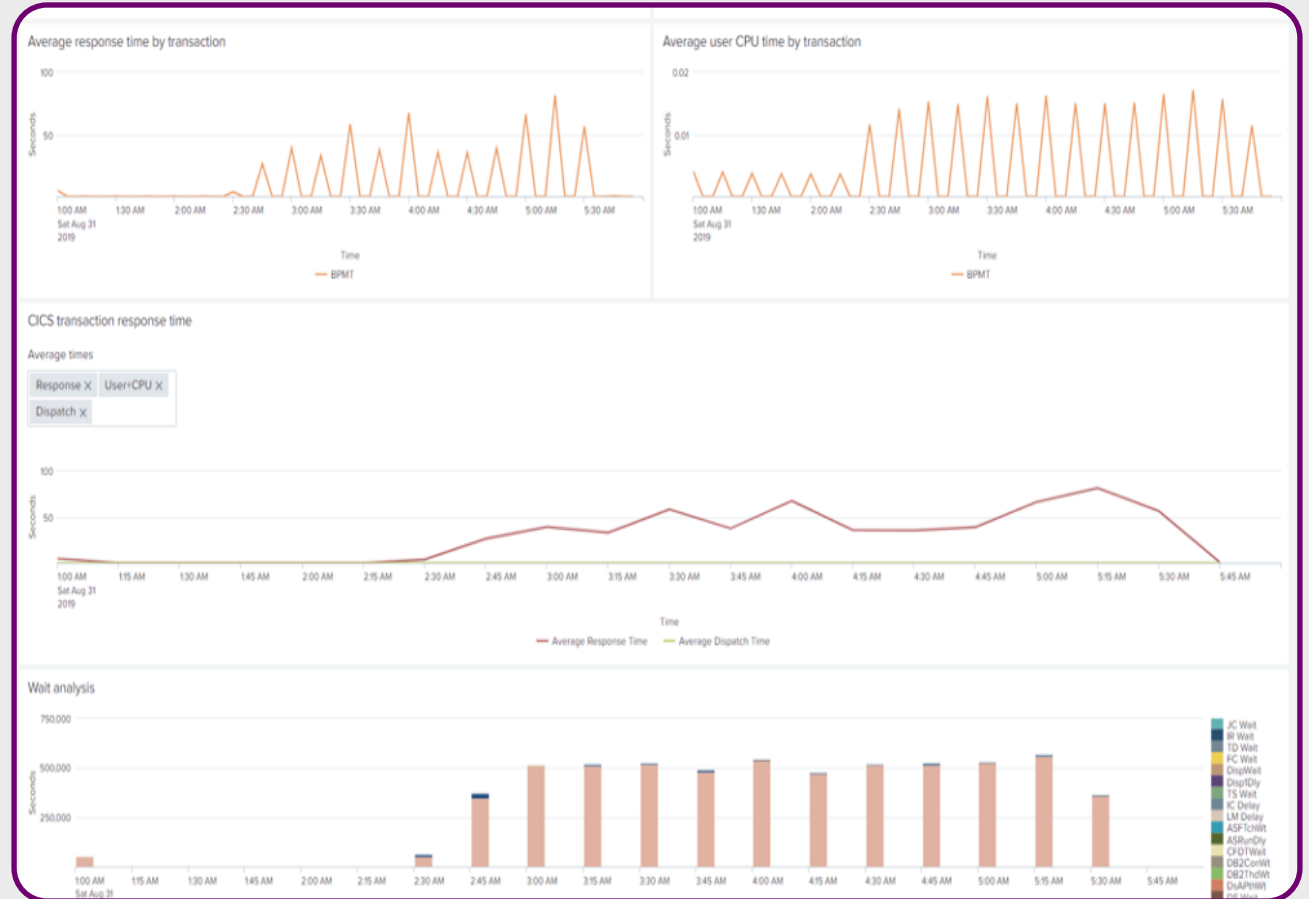 Average response time by transaction
100
50
Seconds
1:00 AM 1:30 AM 2:00 AM 2:30 AM 3:00 AM 3:30 AM 4:00 AM 4:30 AM 5:00 AM 5:30 AM
Sat Aug 31
2019
Time
BPMT
Average user CPU time by transaction
0.02
0.01
Seconds
1:00 AM 1:30 AM 2:00 AM 2:30 AM 3:00 AM 3:30 AM 4:00 AM 4:30 AM 5:00 AM 5:30 AM
Sat Aug 31
2019
Time
BPMT
CICS transaction response time
Average times
Response X User+CPU X
Dispatch X
100
50
Seconds
1:00 AM 1:15 AM 1:30 AM 1:45 AM 2:00 AM 2:15 AM 2:30 AM 2:45 AM 3:00 AM 3:15 AM 3:30 AM 3:45 AM 4:00 AM 4:15 AM 4:30 AM 4:45 AM 5:00 AM 5:15 AM 5:30 AM 5:45 AM
Sat Aug 31
2019
Time
Average Response Time Average Dispatch Time
Wait analysis
750,000
500,000
250,000
Seconds
1:00 AM 1:15 AM 1:30 AM 1:45 AM 2:00 AM 2:15 AM 2:30 AM 2:45 AM 3:00 AM 3:15 AM 3:30 AM 3:45 AM 4:00 AM 4:15 AM 4:30 AM 4:45 AM 5:00 AM 5:15 AM 5:30 AM 5:45 AM
Sat Aug 31
JC Wait
IR Wait
TD Wait
FC Wait
DispWait
Disp1Dly
TS Wait
IC Delay
LM Delay
ASFTchWt
ASRunDly
CFDTWait
DB2ConWt
DB2ThdWt
DsAPthWt